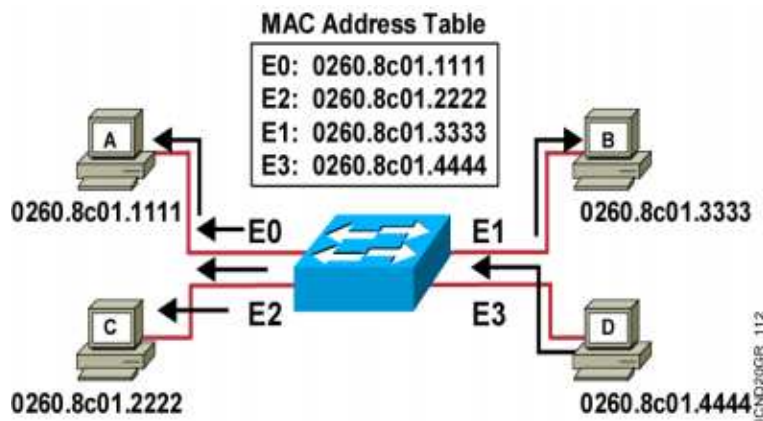 MAC Address Table
E0: 0260.8c01.1111
E2: 0260.8c01.2222
E1: 0260.8c01.3333
E3: 0260.8c01.4444
A
B
0260.8c01.1111
0260.8c01.3333
E0
E1
E2
E3
C
D
0260.8c01.2222
0260.8c01.4444
ICND20GR_112